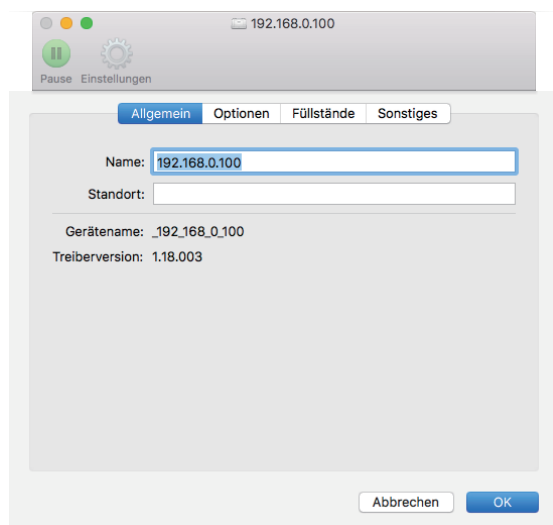 192.168.0.100
Pause Einstellungen
Allgemein Optionen Füllstände Sonstiges
Name: 192.168.0.100
Standort:
Gerätename: _192_168_0_100
Treiberversion: 1.18.003
Abbrechen OK